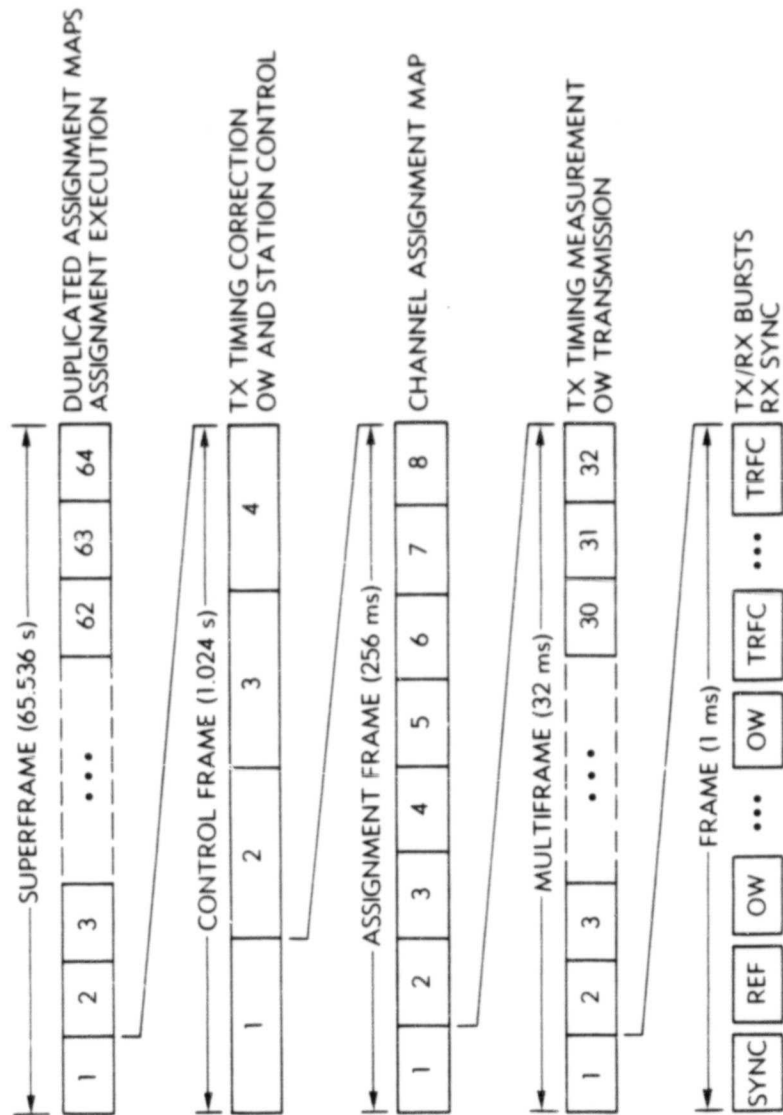 SUPERFRAME (65.536 s)
1 2 3 ••• 62 63 64
DUPLICATED ASSIGNMENT MAPS
ASSIGNMENT EXECUTION
CONTROL FRAME (1.024 s)
1 2 3 4
TX TIMING CORRECTION
OW AND STATION CONTROL
ASSIGNMENT FRAME (256 ms)
1 2 3 4 5 6 7 8
CHANNEL ASSIGNMENT MAP
MULTIFRAME (32 ms)
1 2 3 ••• 30 31 32
TX TIMING MEASUREMENT
OW TRANSMISSION
FRAME (1 ms)
SYNC REF OW ••• OW TRFC ••• TRFC
TX/RX BURSTS
RX SYNC